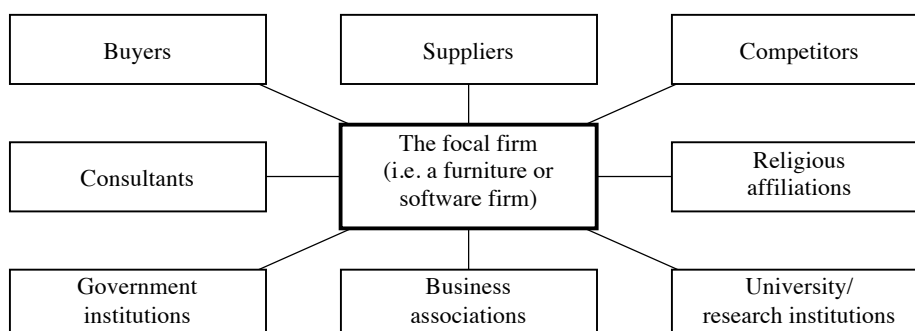 Buyers
Suppliers
Competitors
The focal firm
(i.e. a furniture or
software firm)
Consultants
Religious
affiliations
Government
institutions
Business
associations
University/
research institutions